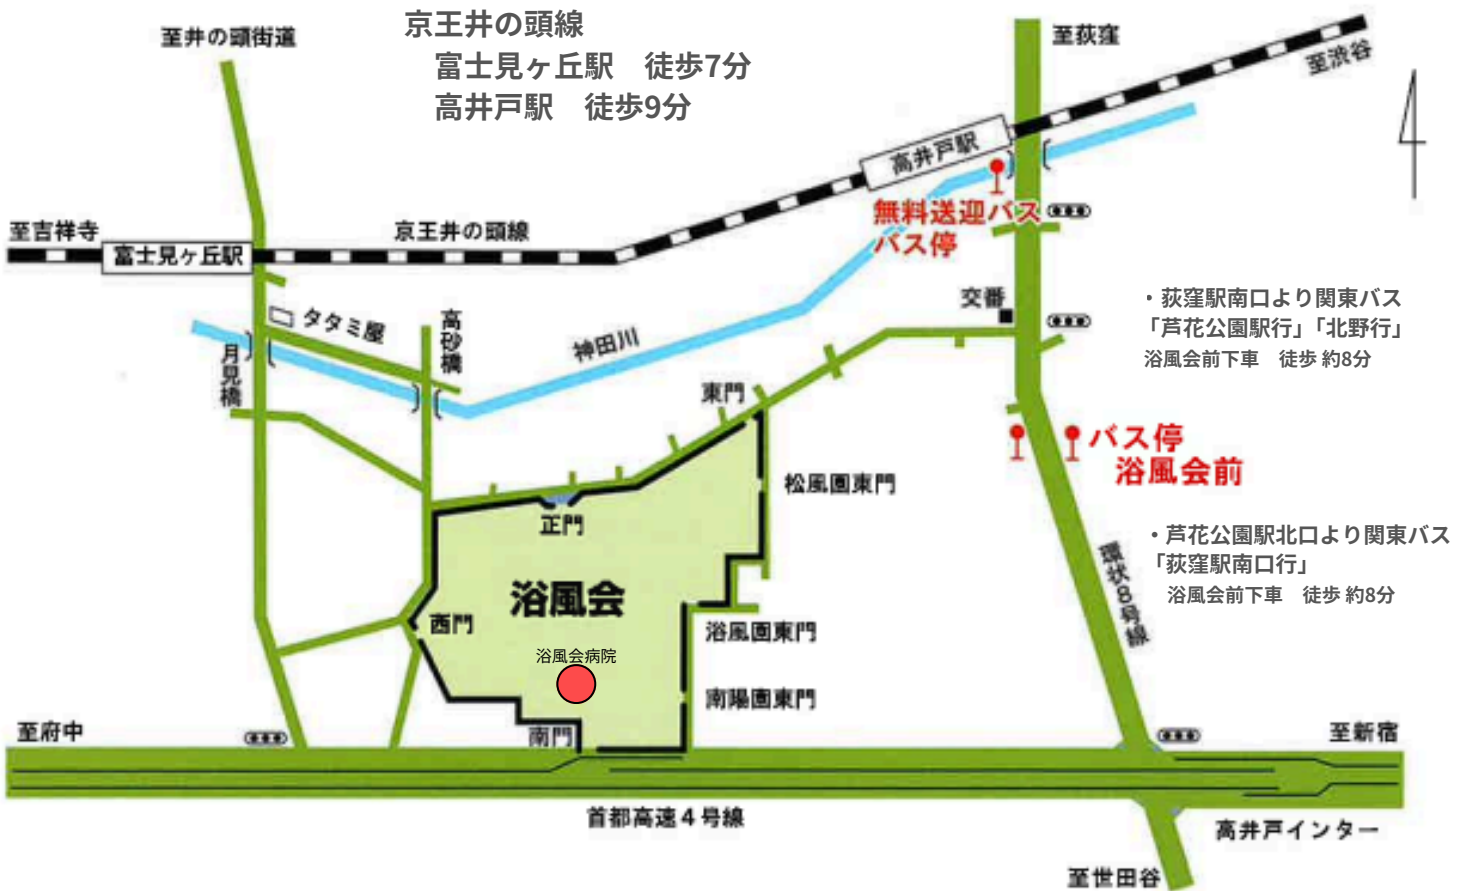 京王井の頭線
富士見ヶ丘駅　徒歩7分
高井戸駅　徒歩9分
至井の頭街道
至荻窪
至渋谷
高井戸駅
無料送迎バス
バス停
至吉祥寺
富士見ヶ丘駅
京王井の頭線
交番
・荻窪駅南口より関東バス
「芦花公園駅行」「北野行」
浴風会前下車　徒歩 約8分
タタミ屋
高砂橋
神田川
月見橋
東門
バス停
浴風会前
松風園東門
正門
・芦花公園駅北口より関東バス
「荻窪駅南口行」
浴風会前下車　徒歩 約8分
環状8号線
浴風会
西門
浴風園東門
浴風会病院
南陽園東門
至府中
南門
至新宿
首都高速4号線
高井戸インター
至世田谷